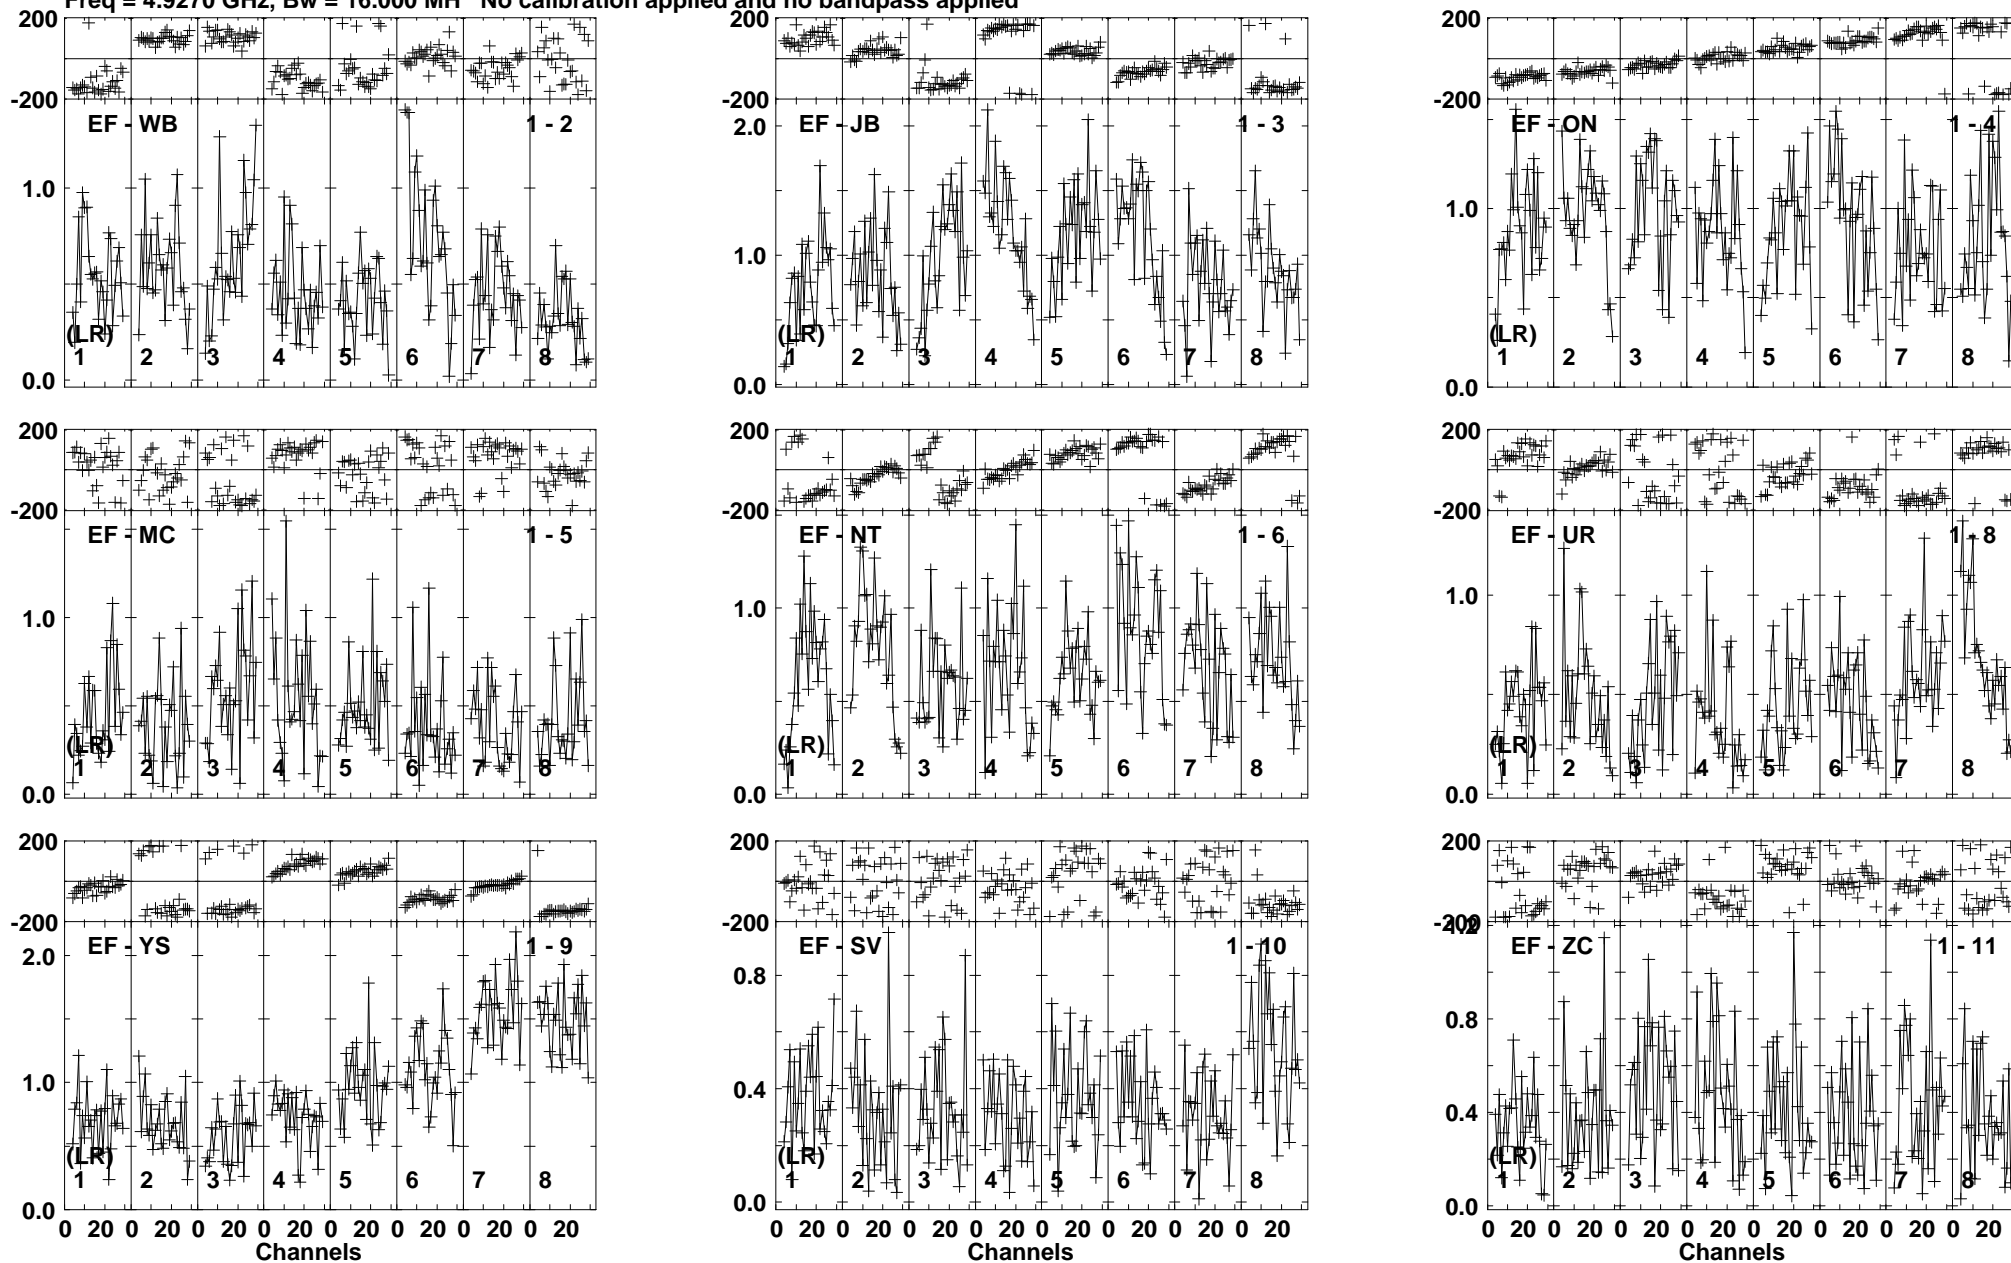 Freq = 4.9270 GHz, Bw = 16.000 MH No calibration applied and no bandpass applied
200 200 200
-200 -200 -200
EF - WB 1 - 2 EF - JB 1 - 3 EF - ON 1 - 4
2.0
1.0 1.0 1.0
(LR) (LR) (LR)
1 2 3 4 5 6 7 8 1 2 3 4 5 6 7 8 1 2 3 4 5 6 7 8
0.0 0.0 0.0
200 200 200
-200 -200 -200
EF - MC 1 - 5 EF - NT 1 - 6 EF - UR 1 - 8
1.0 1.0 1.0
(LR) (LR) (LR)
1 2 3 4 5 6 7 8 1 2 3 4 5 6 7 8 1 2 3 4 5 6 7 8
0.0 0.0 0.0
200 200 200
-200 -200 -200
1.2
EF - YS 1 - 9 EF - SV 1 - 10 EF - ZC 1 - 11
2.0 0.8 0.8
1.0 0.4 0.4
(LR) (LR) (LR)
1 2 3 4 5 6 7 8 1 2 3 4 5 6 7 8 1 2 3 4 5 6 7 8
0.0 0.0 0.0
0 20 0 20 0 20 0 20 0 20 0 20 0 20 0 20 0 20 0 20 0 20 0 20 0 20 0 20 0 20 0 20 0 20 0 20 0 20 0 20 0 20 0 20 0 20 0 20
Channels Channels Channels